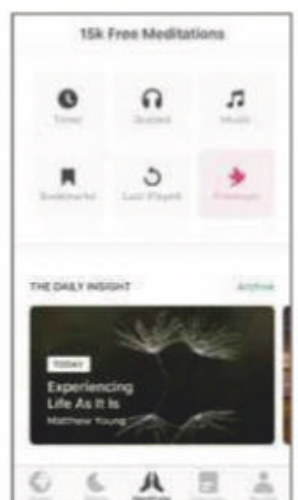 15k Free Meditations
Timer
Guided
Music
Bookmarks
Last Played
Premium
THE DAILY INSIGHT
Archive
TODAY
Experiencing
Life As It Is
Matthew Young